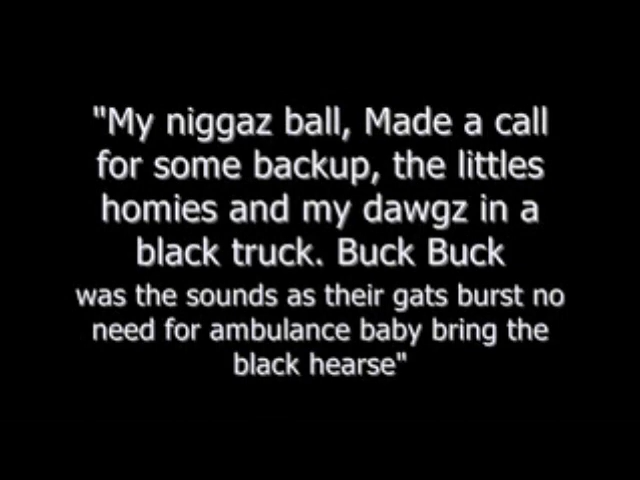 "My niggaz ball, Made a call
for some backup, the littles
homies and my dawgz in a
black truck. Buck Buck
was the sounds as their gats burst no
need for ambulance baby bring the
black hearse"